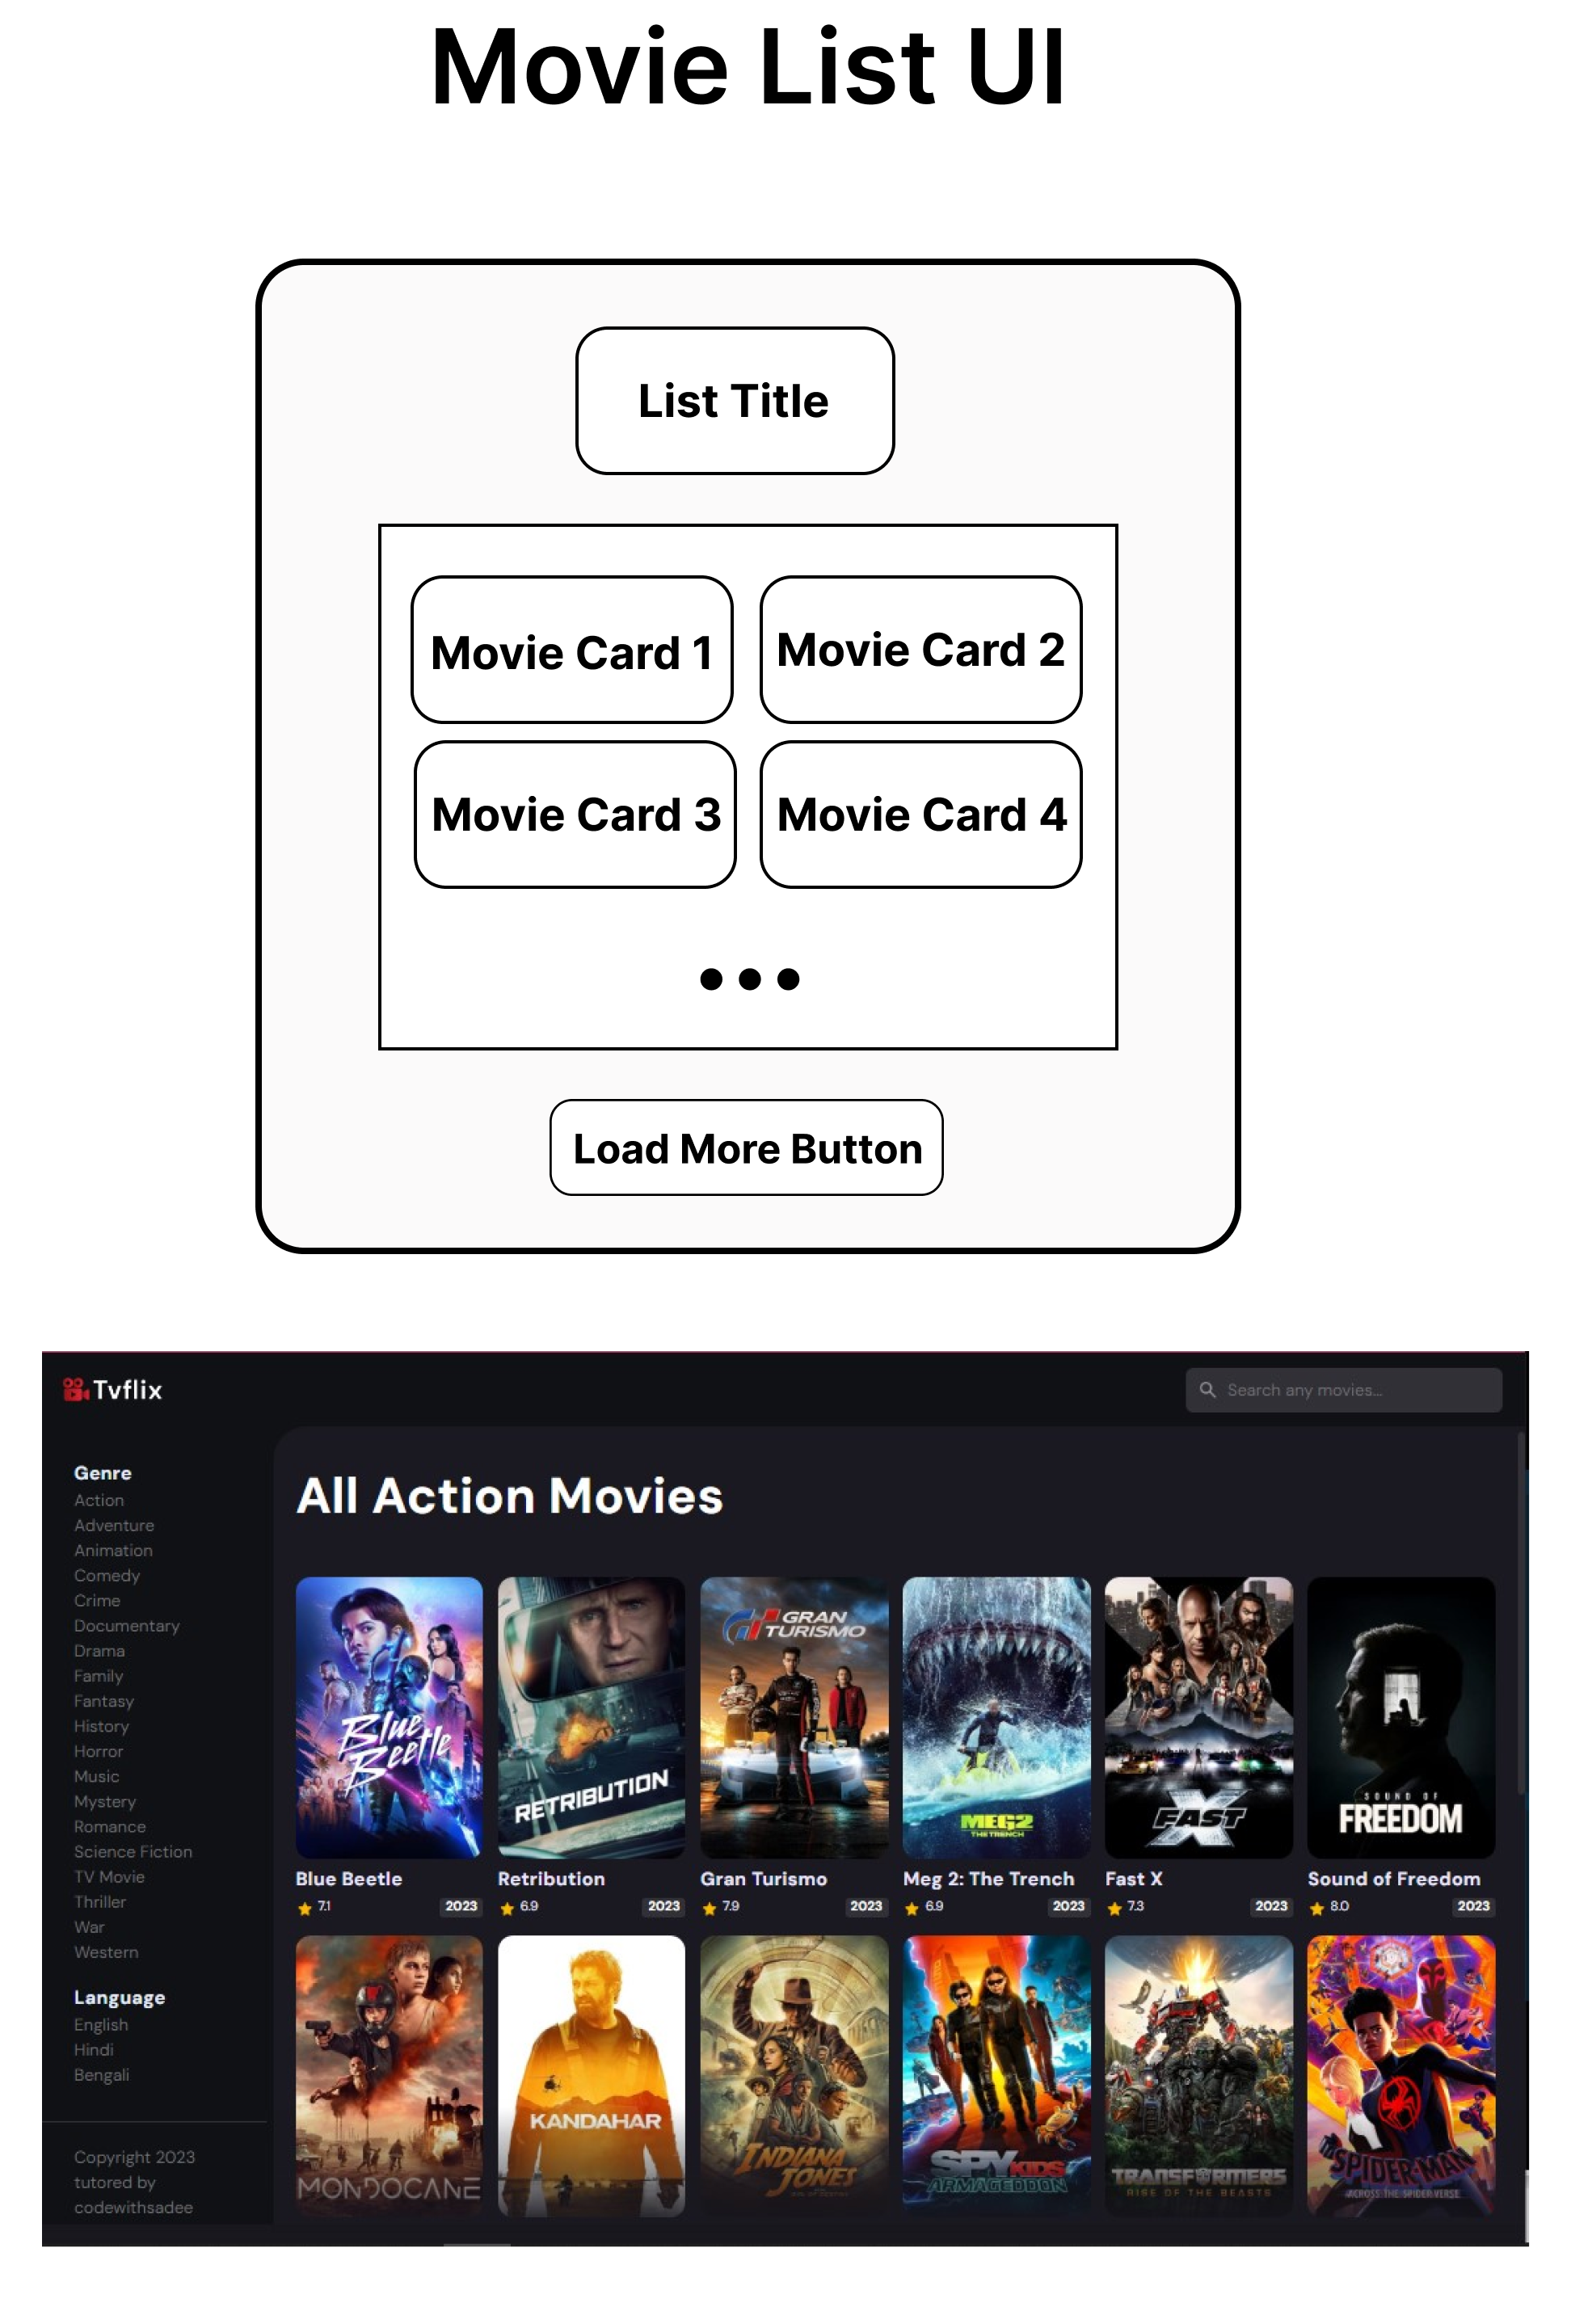 Movie List UI
List Title
Movie Card 1
Movie Card 2
Movie Card 3
Movie Card 4
Load More Button
Tvflix
Search any movies...
Genre
Action
Adventure
Animation
Comedy
Crime
Documentary
Drama
Family
Fantasy
History
Horror
Music
Mystery
Romance
Science Fiction
TV Movie
Thriller
War
Western
Language
English
Hindi
Bengali
Copyright 2023
tutored by
codewithsadee
All Action Movies
Blue
Beetle
RETRIBUTION
GRAN
TURISMO
MEG2
THE TRENCH
FAST X
SOUND OF
FREEDOM
Blue Beetle
7.1 2023
Retribution
6.9 2023
Gran Turismo
7.9 2023
Meg 2: The Trench
6.9 2023
Fast X
7.3 2023
Sound of Freedom
8.0 2023
MONDOCANE
KANDAHAR
INDIANA
JONES
SPY KIDS
ARMAGEDDON
TRANSFORMERS
RISE OF THE BEASTS
SPIDER-MAN
ACROSS THE SPIDER-VERSE